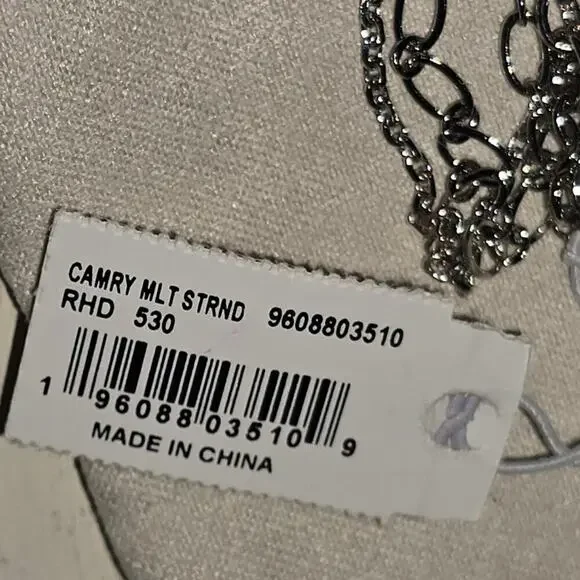 CAMRY MLT STRND 9608803510
RHD 530
1 96088 03510 9
MADE IN CHINA